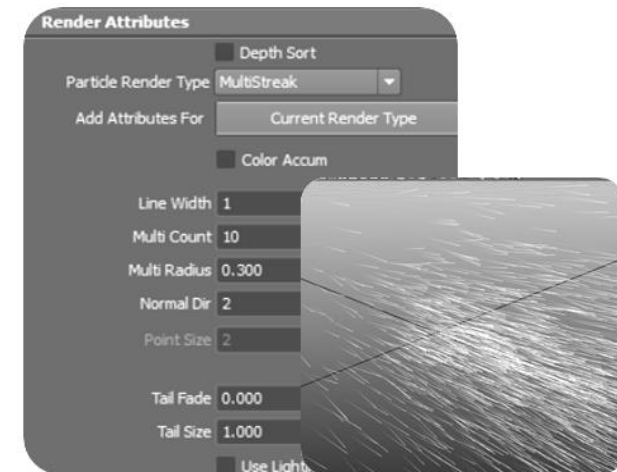 Render Attributes
Depth Sort
Particle Render Type MultiStreak
Add Attributes For Current Render Type
Color Accum
Line Width 1
Multi Count 10
Multi Radius 0.300
Normal Dir 2
Point Size 2
Tail Fade 0.000
Tail Size 1.000
Use